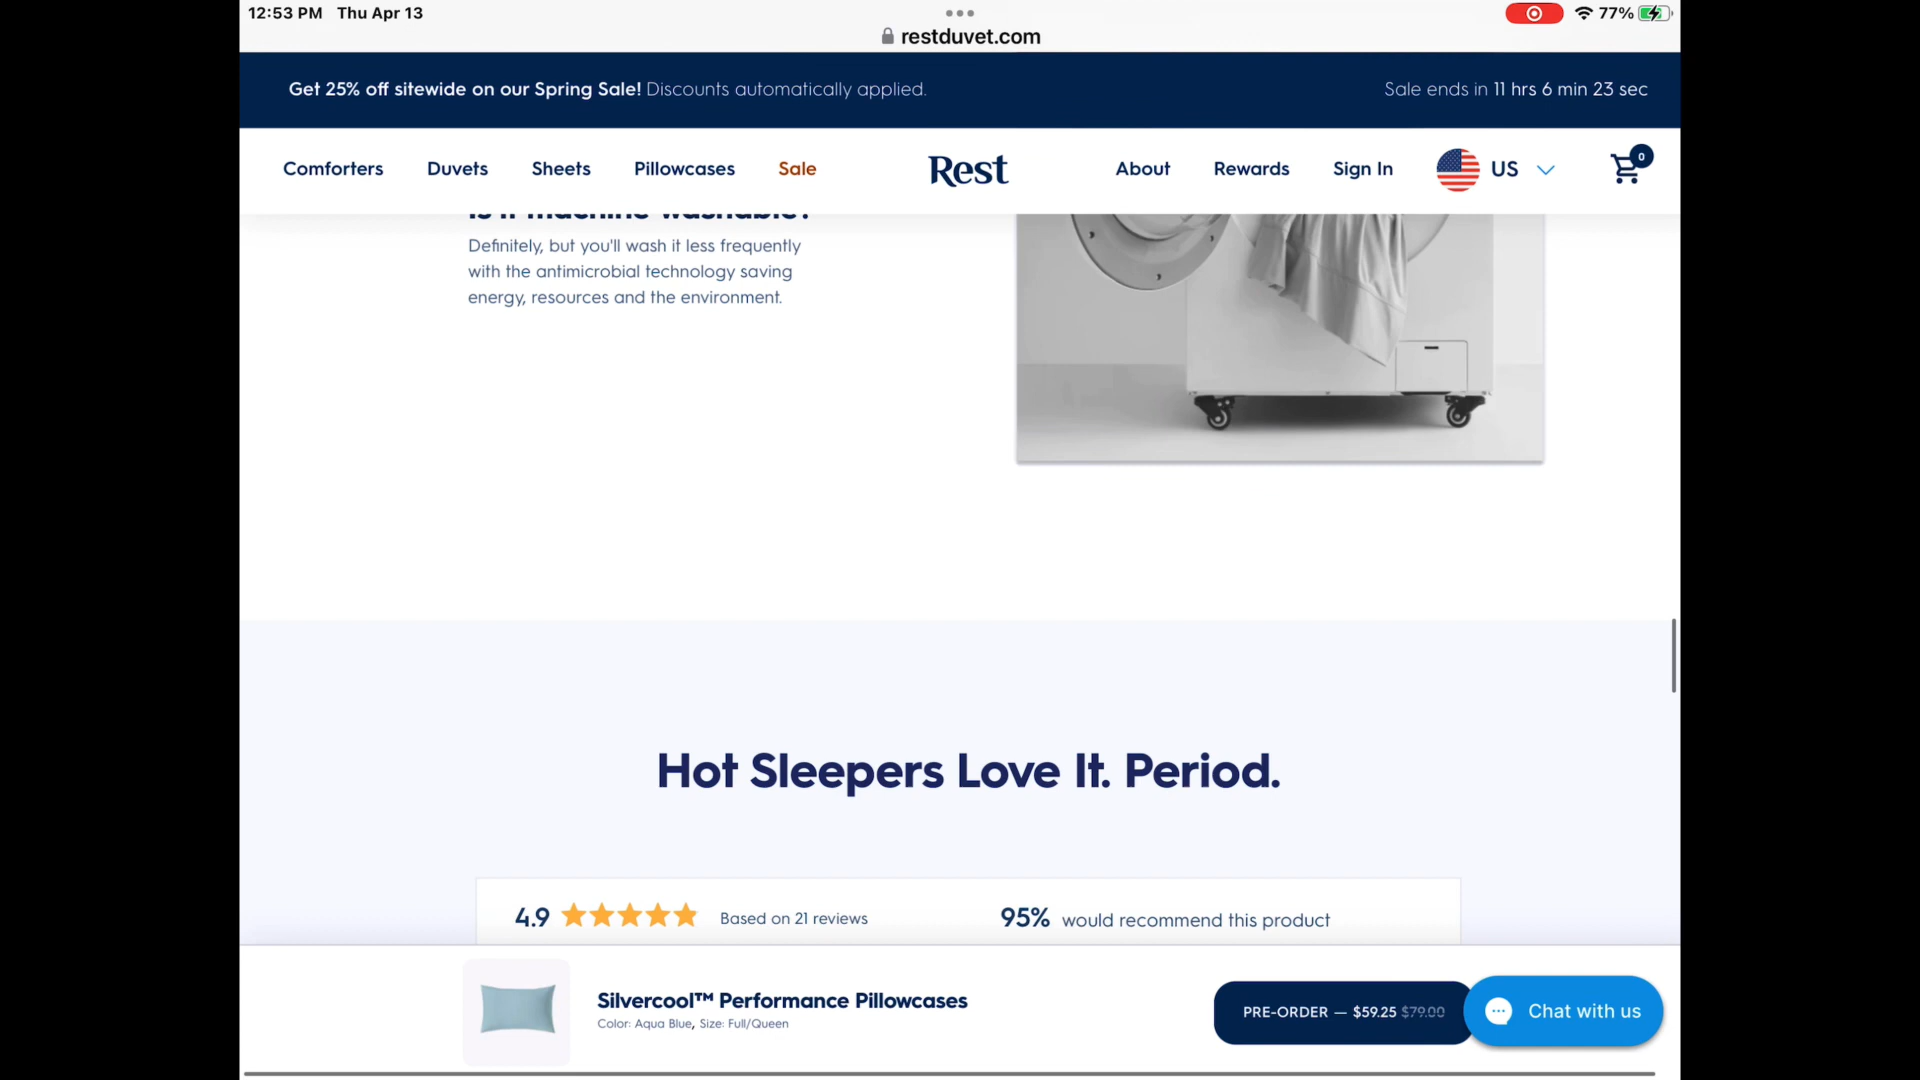 12:53 PM Thu Apr 13
77%
restduvet.com
Get 25% off sitewide on our Spring Sale! Discounts automatically applied.
Sale ends in 11 hrs 6 min 23 sec
Comforters Duvets Sheets Pillowcases Sale Rest About Rewards Sign In US 0
Is it machine washable?
Definitely, but you'll wash it less frequently
with the antimicrobial technology saving
energy, resources and the environment.
Hot Sleepers Love It. Period.
4.9 Based on 21 reviews
95% would recommend this product
Silvercool™ Performance Pillowcases
Color: Aqua Blue, Size: Full/Queen
PRE-ORDER — $59.25 $79.00
Chat with us